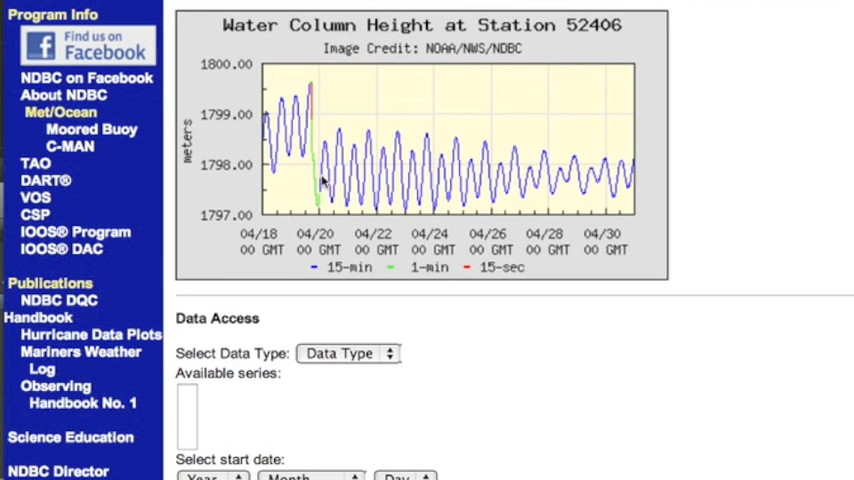 Program Info
Find us on
Facebook
NDBC on Facebook
About NDBC
Met/Ocean
Moored Buoy
C-MAN
TAO
DART®
VOS
CSP
IOOS® Program
IOOS® DAC
Publications
NDBC DQC
Handbook
Hurricane Data Plots
Mariners Weather
Log
Observing
Handbook No. 1
Science Education
NDBC Director
Water Column Height at Station 52406
Image Credit: NOAA/NWS/NDBC
meters
1800.00
1799.00
1798.00
1797.00
04/18 04/20 04/22 04/24 04/26 04/28 04/30
00 GMT 00 GMT 00 GMT 00 GMT 00 GMT 00 GMT 00 GMT
15-min 1-min 15-sec
Data Access
Select Data Type: Data Type
Available series:
Select start date:
Year Month Day